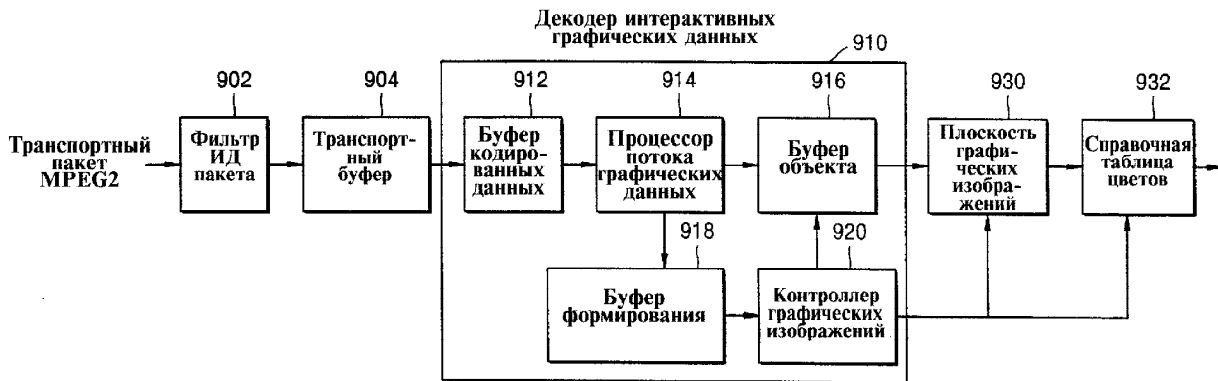 Декодер интерактивных
графических данных
910
902
904
912
914
916
930
932
Транспортный
пакет
MPEG2
Фильтр
ИД
пакета
Транспорт-
ный
буфер
Буфер
кодиро-
ванных
данных
Процессор
потока
графических
данных
Буфер
объекта
Плоскость
графи-
ческих
изобра-
жений
Справочная
таблица
цветов
918
920
Буфер
формирования
Контроллер
графических
изображений